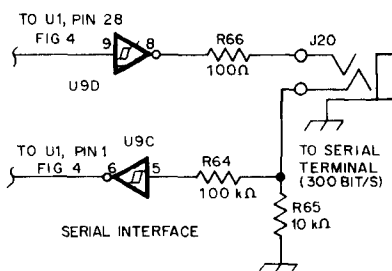 TO U1, PIN 28
FIG 4
9
8
U9D
R66
100Ω
J20
TO U1, PIN 1
FIG 4
6
U9C
5
R64
100 kΩ
TO SERIAL
TERMINAL
(300 BIT/S)
R65
10 kΩ
SERIAL INTERFACE